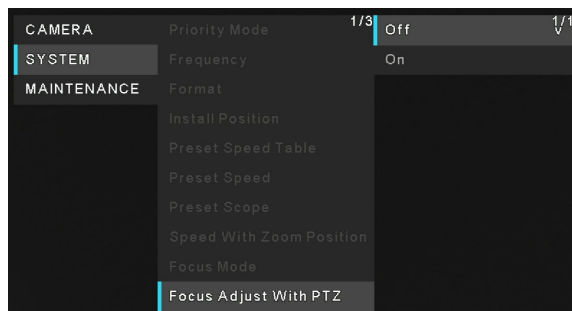 CAMERA
SYSTEM
MAINTENANCE
1/3
Priority Mode
Frequency
Format
Install Position
Preset Speed Table
Preset Speed
Preset Scope
Speed With Zoom Position
Focus Mode
Focus Adjust With PTZ
1/1
Off
v
On